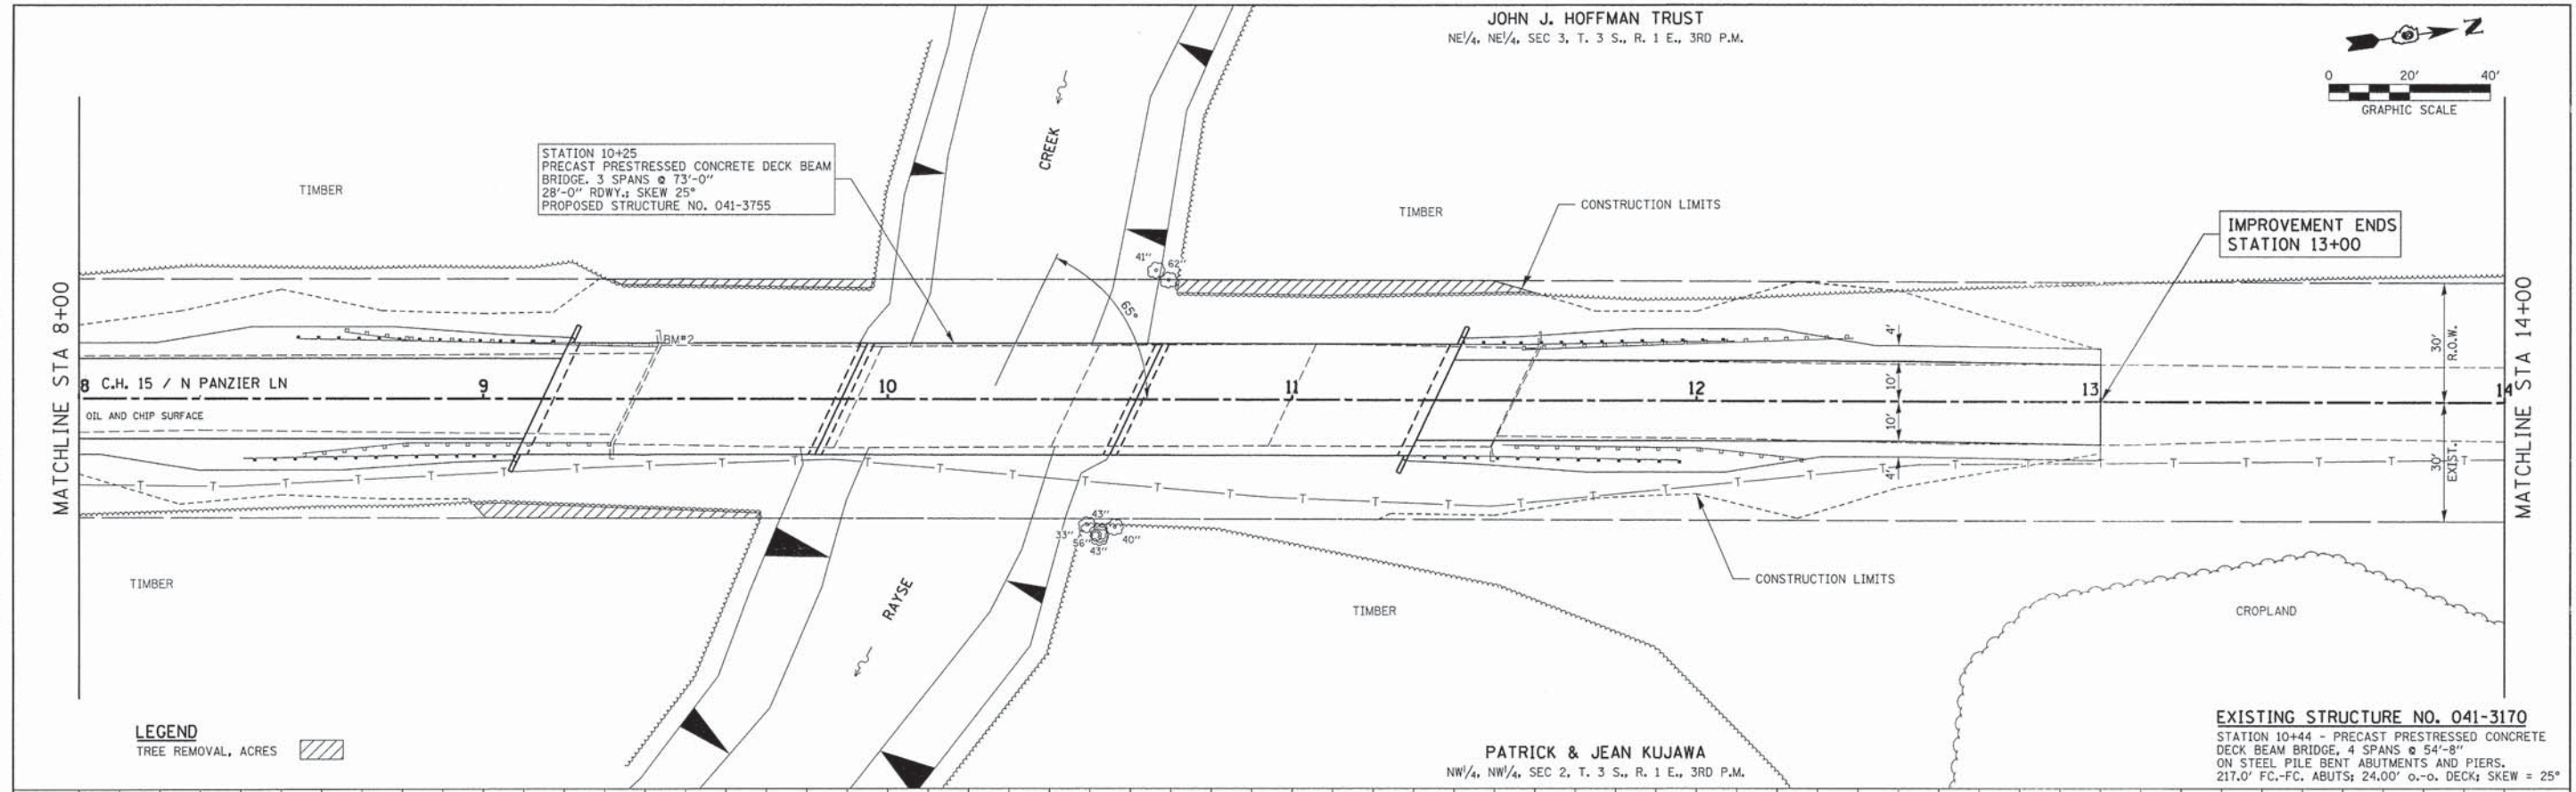 JOHN J. HOFFMAN TRUST
NE1/4, NE1/4, SEC 3, T. 3 S., R. 1 E., 3RD P.M.
Z
0 20' 40'
GRAPHIC SCALE
STATION 10+25
PRECAST PRESTRESSED CONCRETE DECK BEAM
BRIDGE. 3 SPANS @ 73'-0"
28'-0" RDWY.; SKEW 25°
PROPOSED STRUCTURE NO. 041-3755
CREEK
TIMBER
TIMBER
CONSTRUCTION LIMITS
IMPROVEMENT ENDS
STATION 13+00
41"
62"
65°
MATCHLINE STA 8+00
BM#2
8 C.H. 15 / N PANZIER LN
9
10
11
12
13
14
OIL AND CHIP SURFACE
4'
10'
10'
4'
30'
R.O.W.
30'
EXIST.
MATCHLINE STA 14+00
T T T T T T T T T T T T T T T T T T T T T T T T T T T T T T T T T
43"
33"
56"
43"
40"
TIMBER
RAYSE
TIMBER
CONSTRUCTION LIMITS
CROPLAND
LEGEND
TREE REMOVAL, ACRES
PATRICK & JEAN KUJAWA
NW1/4, NW1/4, SEC 2, T. 3 S., R. 1 E., 3RD P.M.
EXISTING STRUCTURE NO. 041-3170
STATION 10+44 - PRECAST PRESTRESSED CONCRETE
DECK BEAM BRIDGE, 4 SPANS @ 54'-8"
ON STEEL PILE BENT ABUTMENTS AND PIERS.
217.0' FC.-FC. ABUTS; 24.00' o.-o. DECK; SKEW = 25°